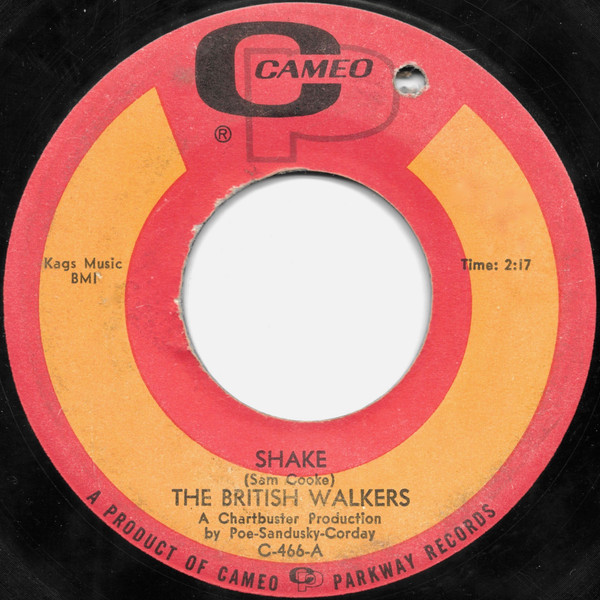 C CAMEO
P
®
Kags Music
BMI
Time: 2:17
SHAKE
(Sam Cooke)
THE BRITISH WALKERS
A Chartbuster Production
by Poe-Sandusky-Corday
C-466-A
A PRODUCT OF CAMEO CP PARKWAY RECORDS